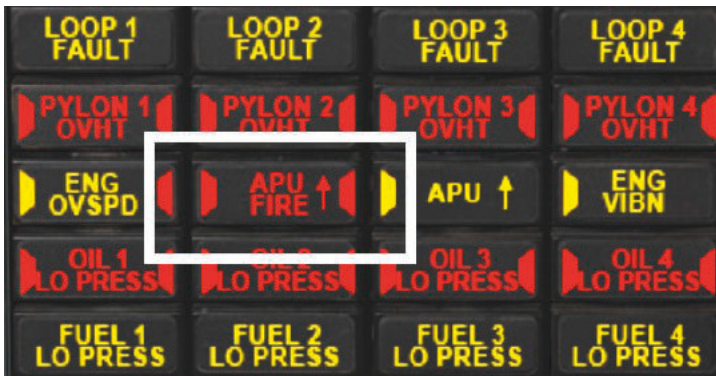 LOOP 1 LOOP 2 LOOP 3 LOOP 4
FAULT FAULT FAULT FAULT
PYLON 1 PYLON 2 PYLON 3 PYLON 4
OVHT OVHT OVHT OVHT
ENG APU ↑ APU ↑ ENG
OVSPD FIRE VIBN
OIL 1 OIL 2 OIL 3 OIL 4
LO PRESS LO PRESS LO PRESS LO PRESS
FUEL 1 FUEL 2 FUEL 3 FUEL 4
LO PRESS LO PRESS LO PRESS LO PRESS